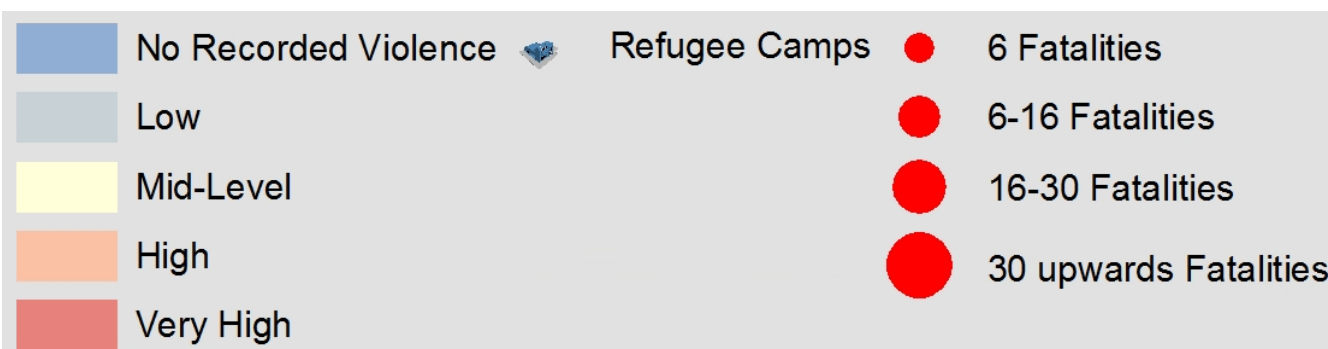 No Recorded Violence
Low
Mid-Level
High
Very High
Refugee Camps
6 Fatalities
6-16 Fatalities
16-30 Fatalities
30 upwards Fatalities